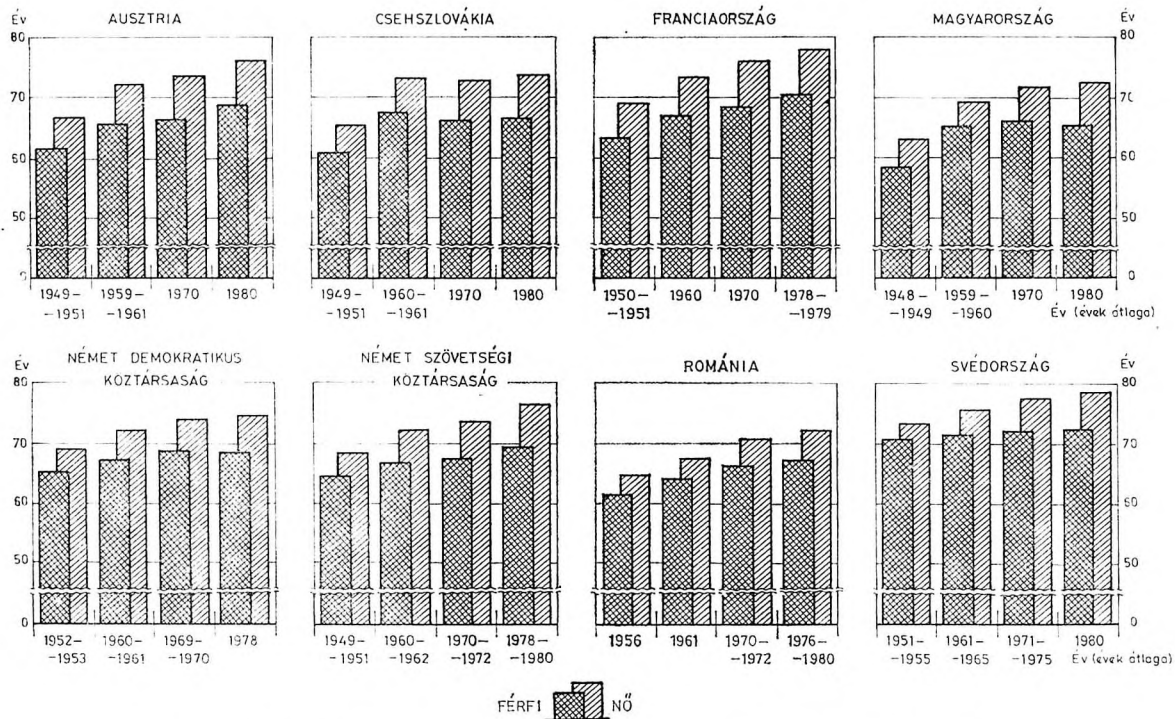 Év AUSZTRIA CSEHSZLOVÁKIA FRANCIAORSZÁG MAGYARORSZÁG Év
80 80
70 70
60 60
50 50
0 0
1949– –1951 1959– –1961 1970 1980
1949– –1951 1960– –1961 1970 1980
1950– –1951 1960 1970 1978– –1979
1948– –1949 1959– –1960 1970 1980
Év (évek átlaga)
Év NÉMET DEMOKRATIKUS KÖZTÁRSASÁG
NÉMET SZÖVETSÉGI KÖZTÁRSASÁG
ROMÁNIA
SVÉDORSZÁG Év
80 80
70 70
60 60
50 50
0 0
1952– –1953 1960– –1961 1969– –1970 1978
1949– –1951 1960– –1962 1970– –1972 1978– –1980
1956 1961 1970– –1972 1976– –1980
1951– –1955 1961– –1965 1971– –1975 1980
Év (évek átlaga)
FÉRFI NŐ